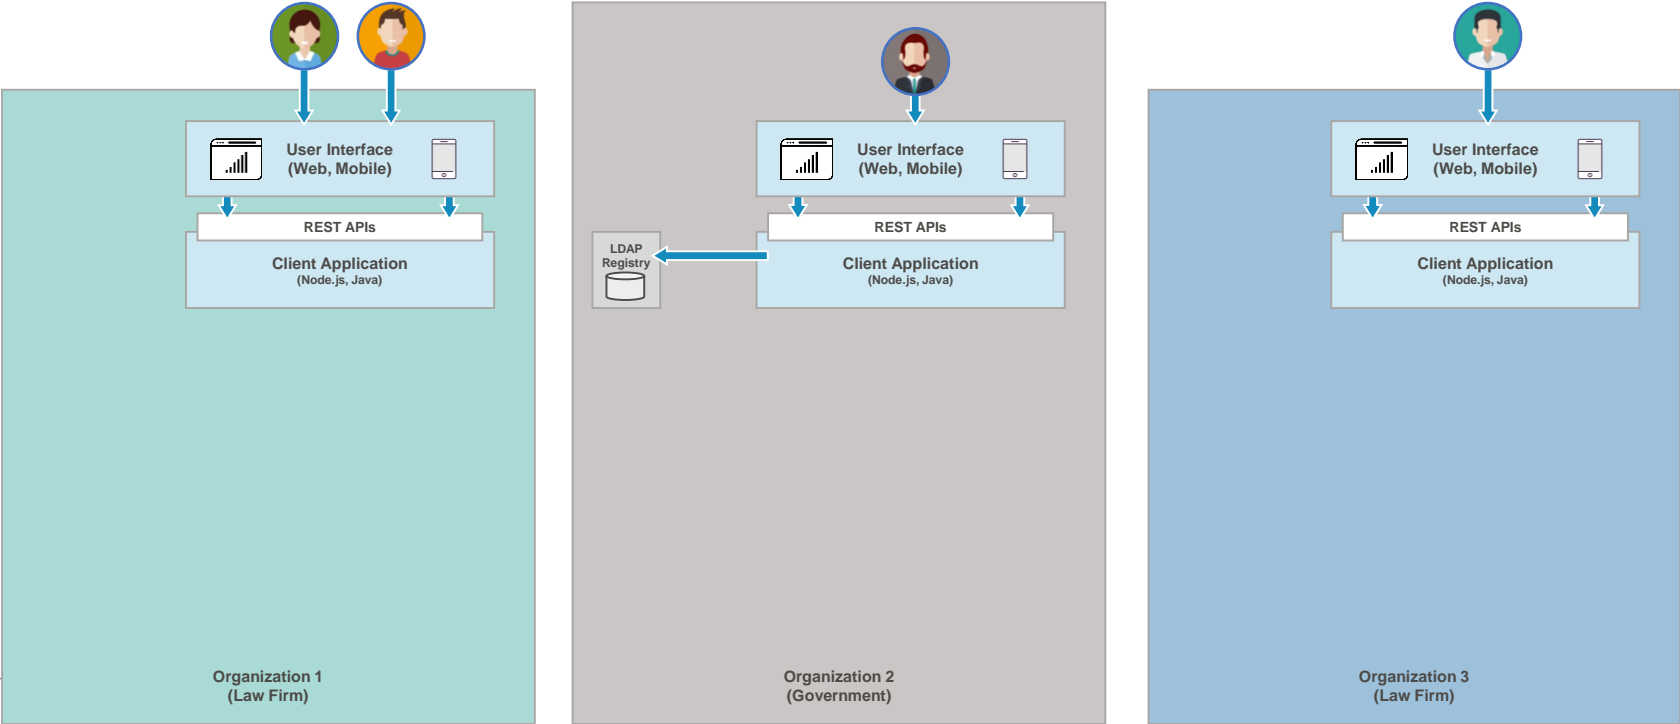 User Interface
(Web, Mobile)
REST APIs
Client Application
(Node.js, Java)
Organization 1
(Law Firm)
User Interface
(Web, Mobile)
REST APIs
LDAP
Registry
Client Application
(Node.js, Java)
Organization 2
(Government)
User Interface
(Web, Mobile)
REST APIs
Client Application
(Node.js, Java)
Organization 3
(Law Firm)